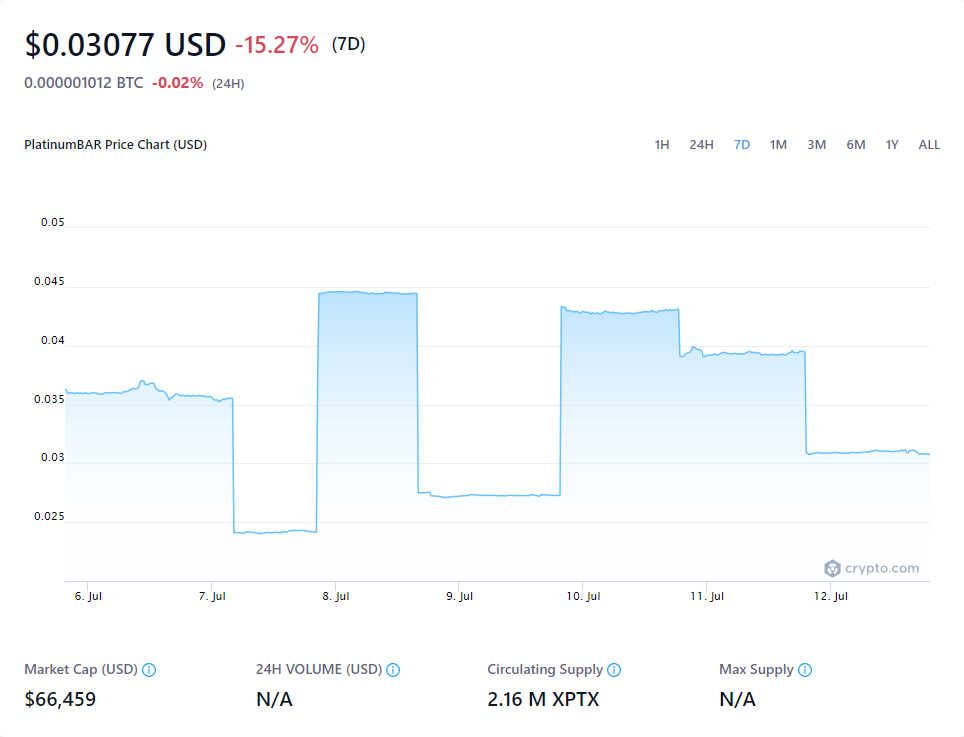 $0.03077 USD -15.27% (7D)
0.000001012 BTC -0.02% (24H)
PlatinumBAR Price Chart (USD) 1H 24H 7D 1M 3M 6M 1Y ALL
0.05
0.045
0.04
0.035
0.03
0.025
crypto.com
6. Jul 7. Jul 8. Jul 9. Jul 10. Jul 11. Jul 12. Jul
Market Cap (USD) 24H VOLUME (USD) Circulating Supply Max Supply
$66,459 N/A 2.16 M XPTX N/A